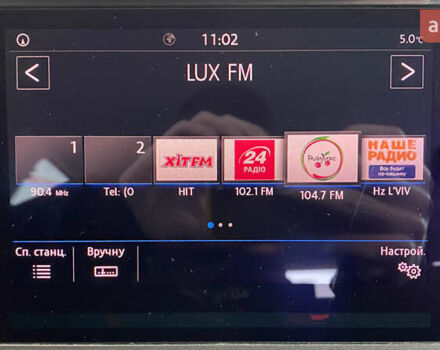 11:02
5.0°C
a
LUX FM
1
2
ХІТFM
24
РАДІО
НАШЕ
РАДИО
Все будет
по-нашему
90.4 MHz
Tel: (0
HIT
102.1 FM
104.7 FM
Hz L'VIV
Сп. станц.
Вручну
Настрой.